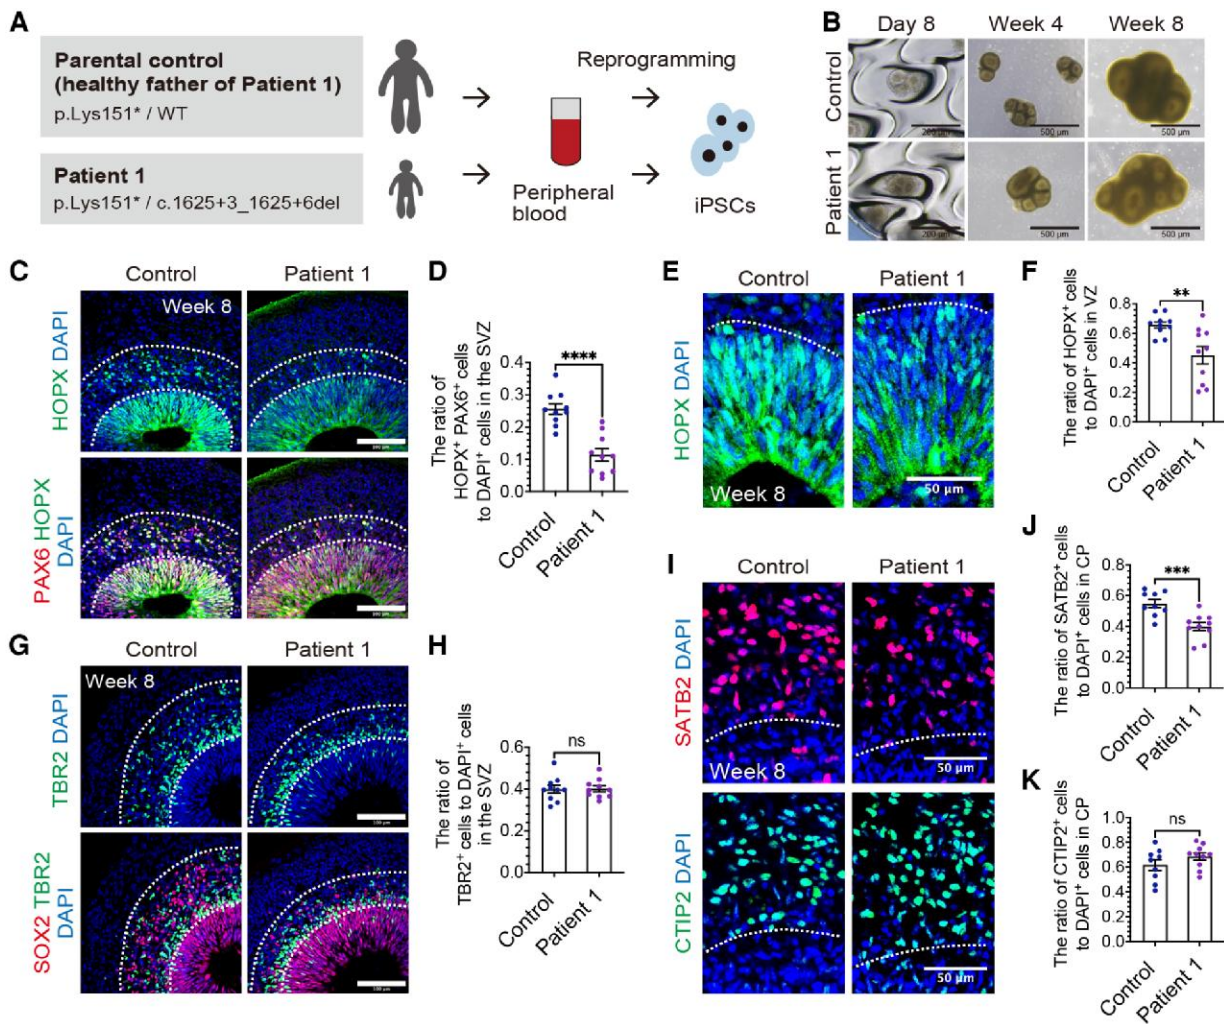 A
Parental control
(healthy father of Patient 1)
p.Lys151* / WT
Patient 1
p.Lys151* / c.1625+3_1625+6del
Peripheral
blood
Reprogramming
iPSCs
B
Day 8
Week 4
Week 8
Control
200 μm
500 μm
500 μm
Patient 1
200 μm
500 μm
500 μm
C
Control
Patient 1
HOPX DAPI
Week 8
PAX6 HOPX
DAPI
D
The ratio of
HOPX⁺ PAX6⁺ cells
to DAPI⁺ cells in the SVZ
****
0.4
0.3
0.2
0.1
0.0
Control
Patient 1
E
Control
Patient 1
HOPX DAPI
Week 8
50 μm
F
The ratio of HOPX⁺ cells
to DAPI⁺ cells in VZ
**
0.8
0.6
0.4
0.2
0.0
Control
Patient 1
G
Control
Patient 1
TBR2 DAPI
Week 8
SOX2 TBR2
DAPI
H
The ratio of
TBR2⁺ cells to DAPI⁺ cells
in the SVZ
ns
0.6
0.4
0.2
0.0
Control
Patient 1
I
Control
Patient 1
SATB2 DAPI
Week 8
50 μm
CTIP2 DAPI
50 μm
J
The ratio of SATB2⁺ cells
to DAPI⁺ cells in CP
***
0.8
0.6
0.4
0.2
0.0
Control
Patient 1
K
The ratio of CTIP2⁺ cells
to DAPI⁺ cells in CP
ns
1.0
0.8
0.6
0.4
0.2
0.0
Control
Patient 1